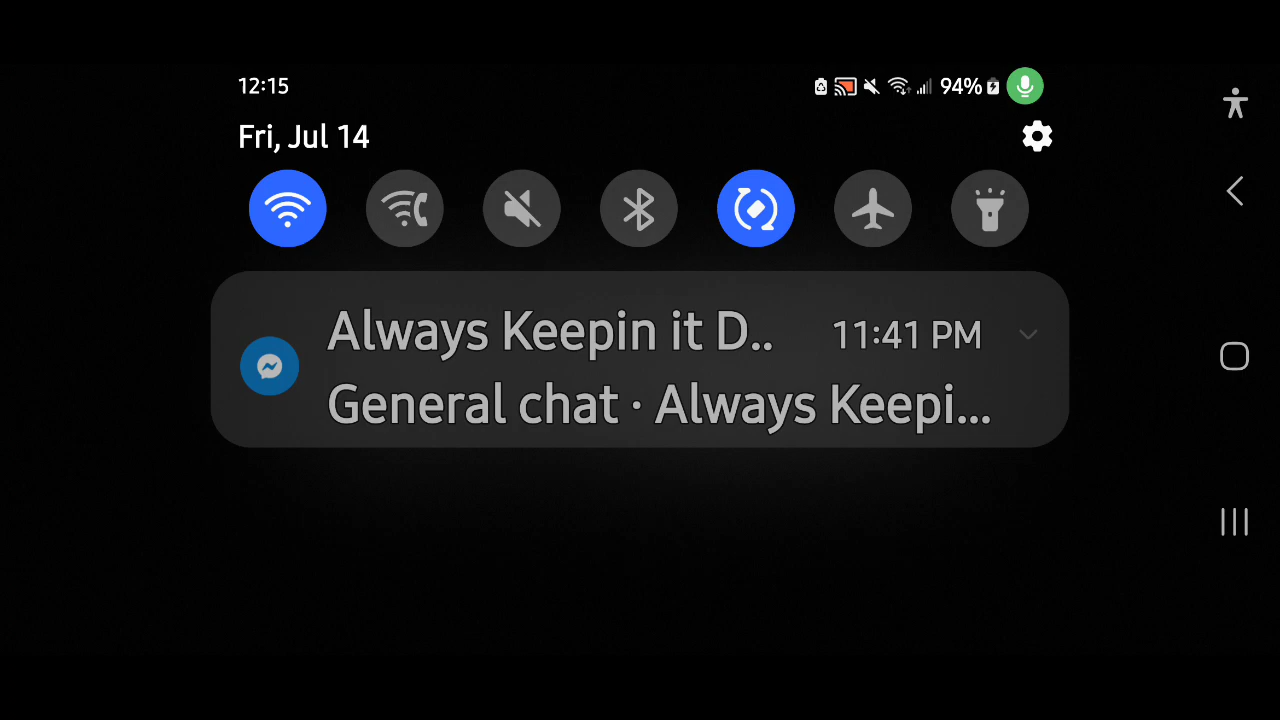 12:15
94%
Fri, Jul 14
Always Keepin it D..
11:41 PM
General chat · Always Keepi...